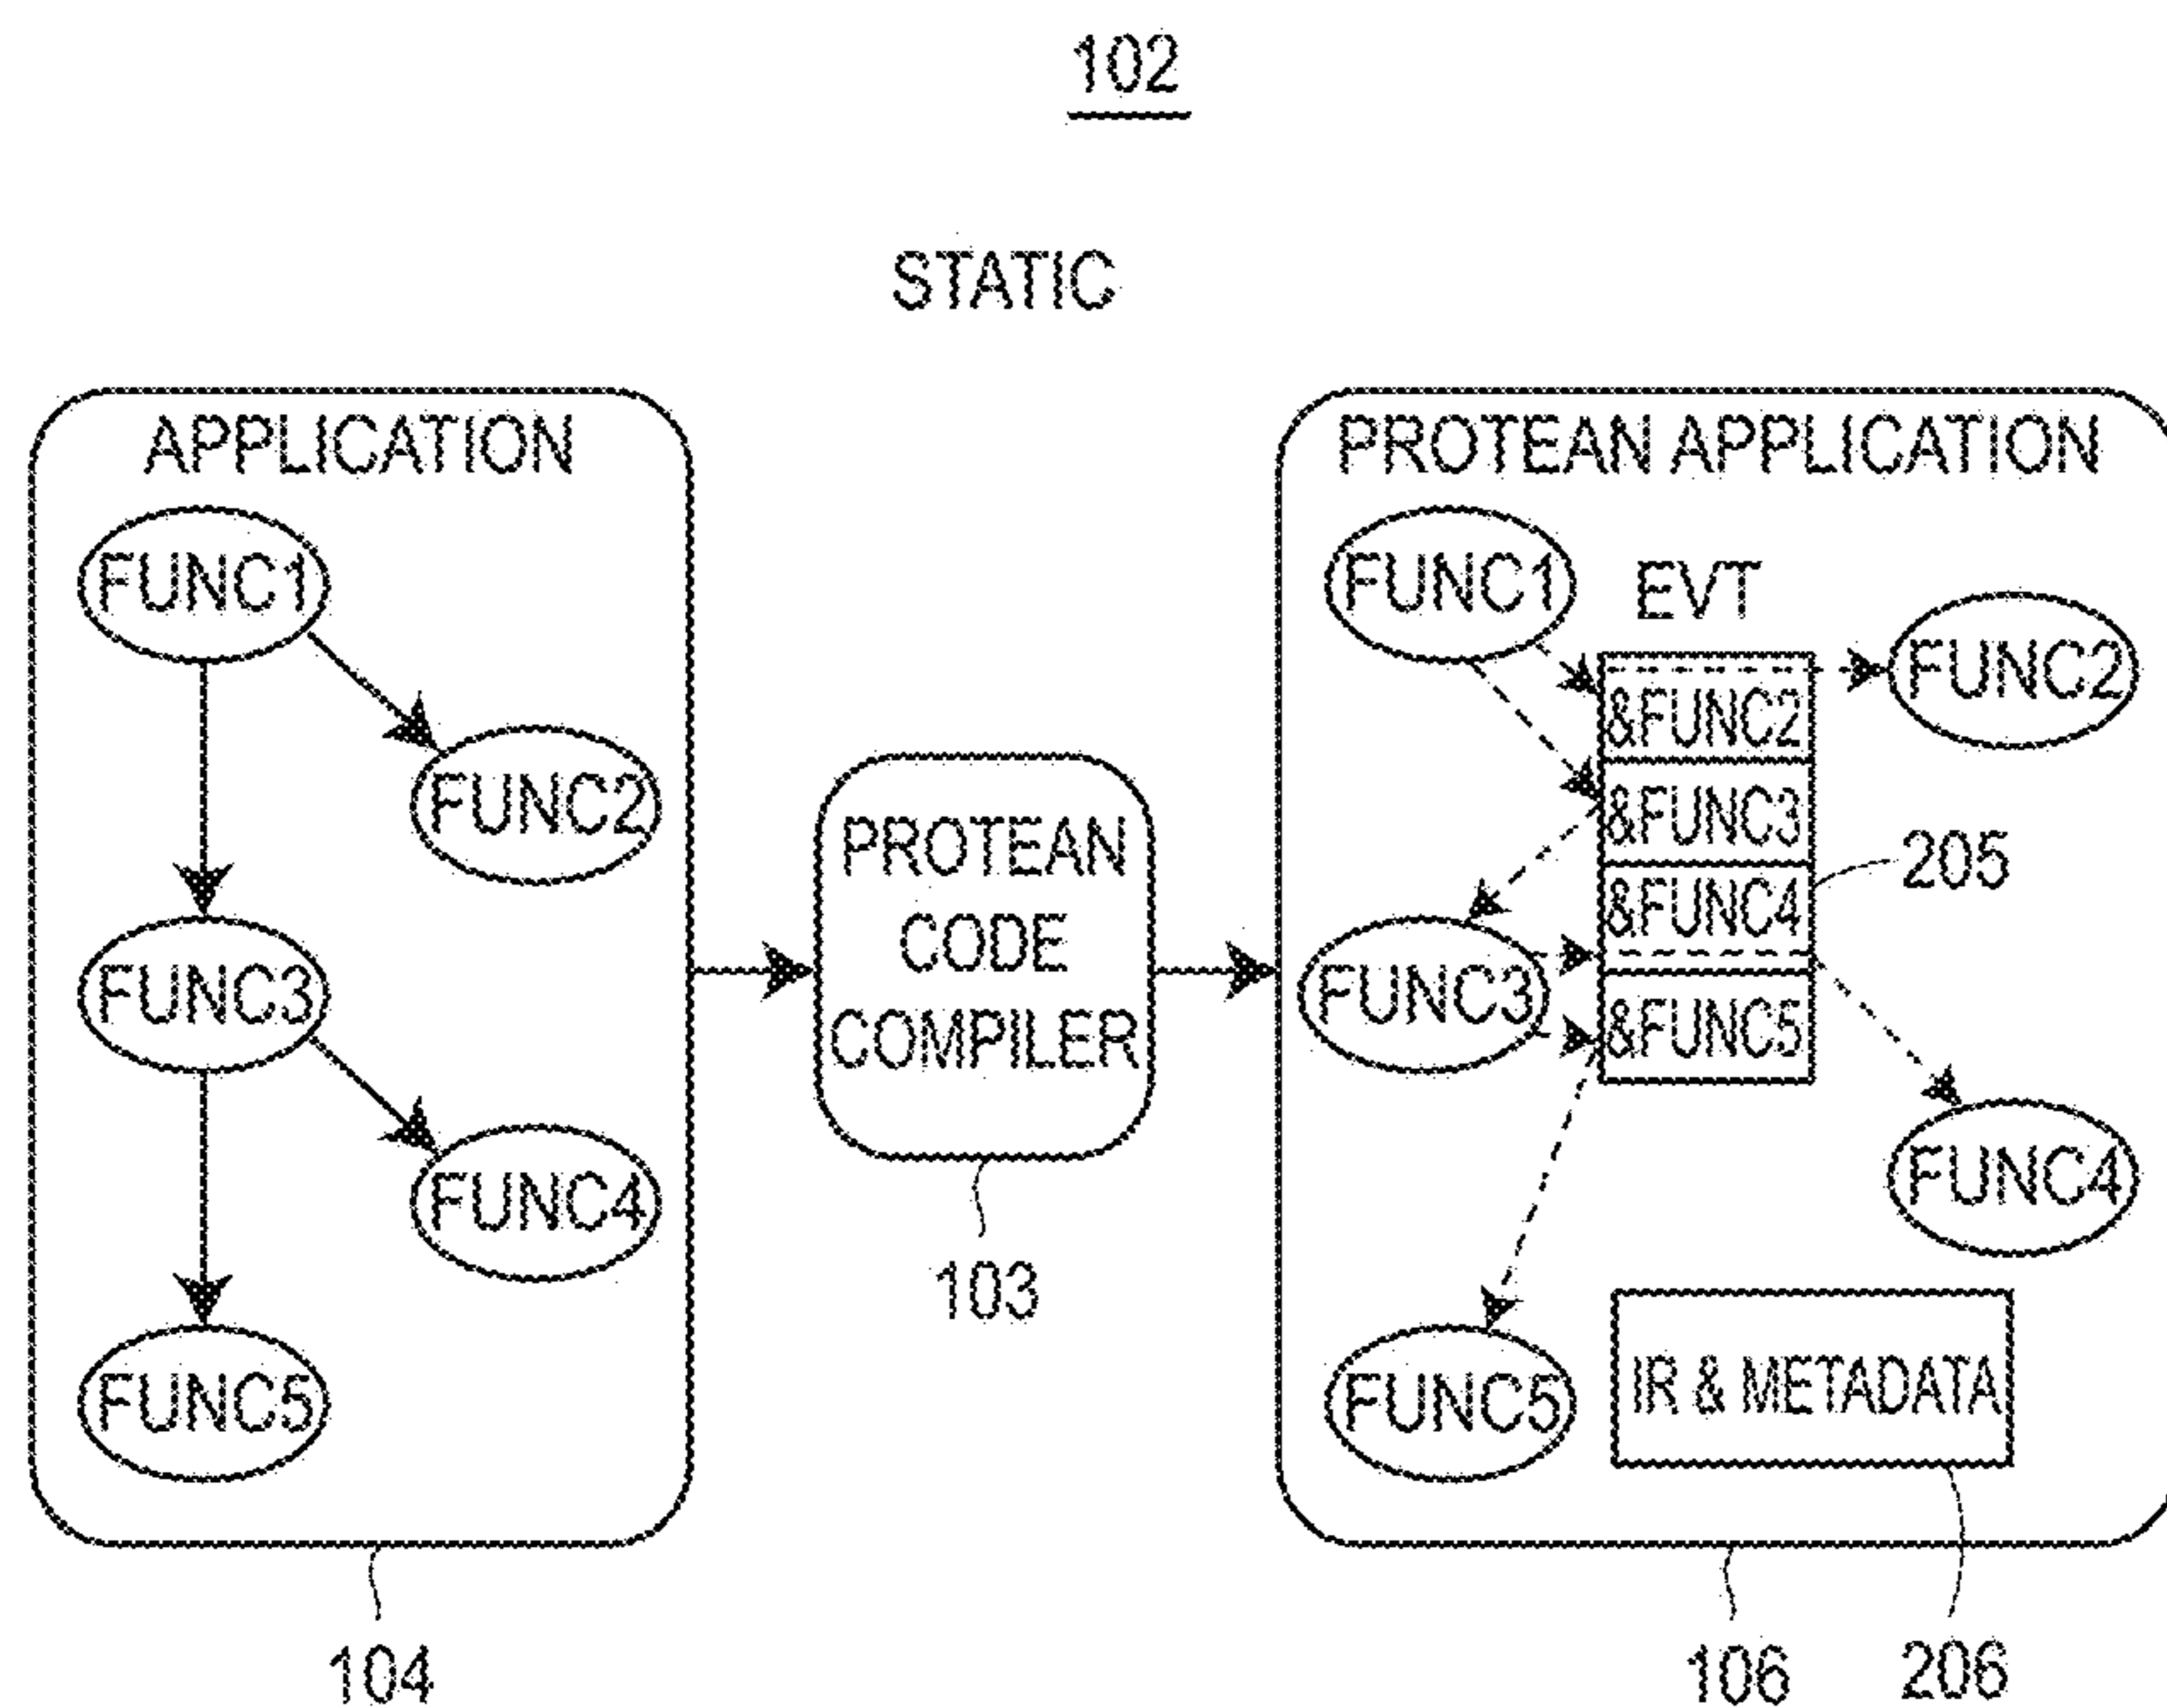 102
STATIC
APPLICATION
FUNC1
FUNC2
FUNC3
FUNC4
FUNC5
104
PROTEAN
CODE
COMPILER
103
PROTEAN APPLICATION
FUNC1
EVT
FUNC2
&FUNC2
&FUNC3
&FUNC4
&FUNC5
205
FUNC3
FUNC4
FUNC5
IR & METADATA
106
206